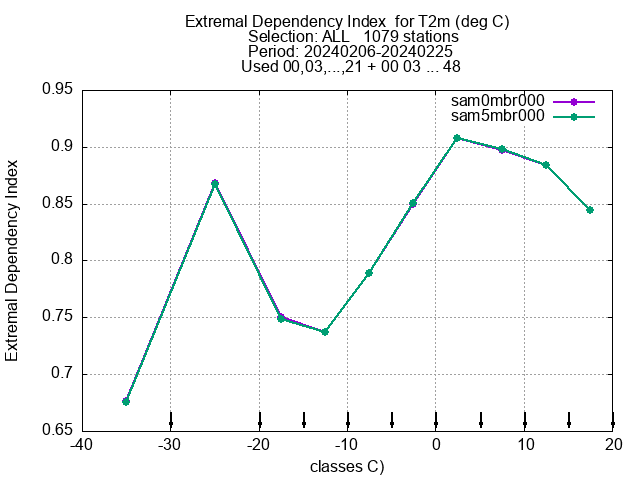 Extremal Dependency Index  for T2m (deg C)
Selection: ALL   1079 stations
Period: 20240206-20240225
Used 00,03,...,21 + 00 03 ... 48
sam0mbr000
sam5mbr000
Extremal Dependency Index
0.95
0.9
0.85
0.8
0.75
0.7
0.65
-40 -30 -20 -10 0 10 20
classes C)